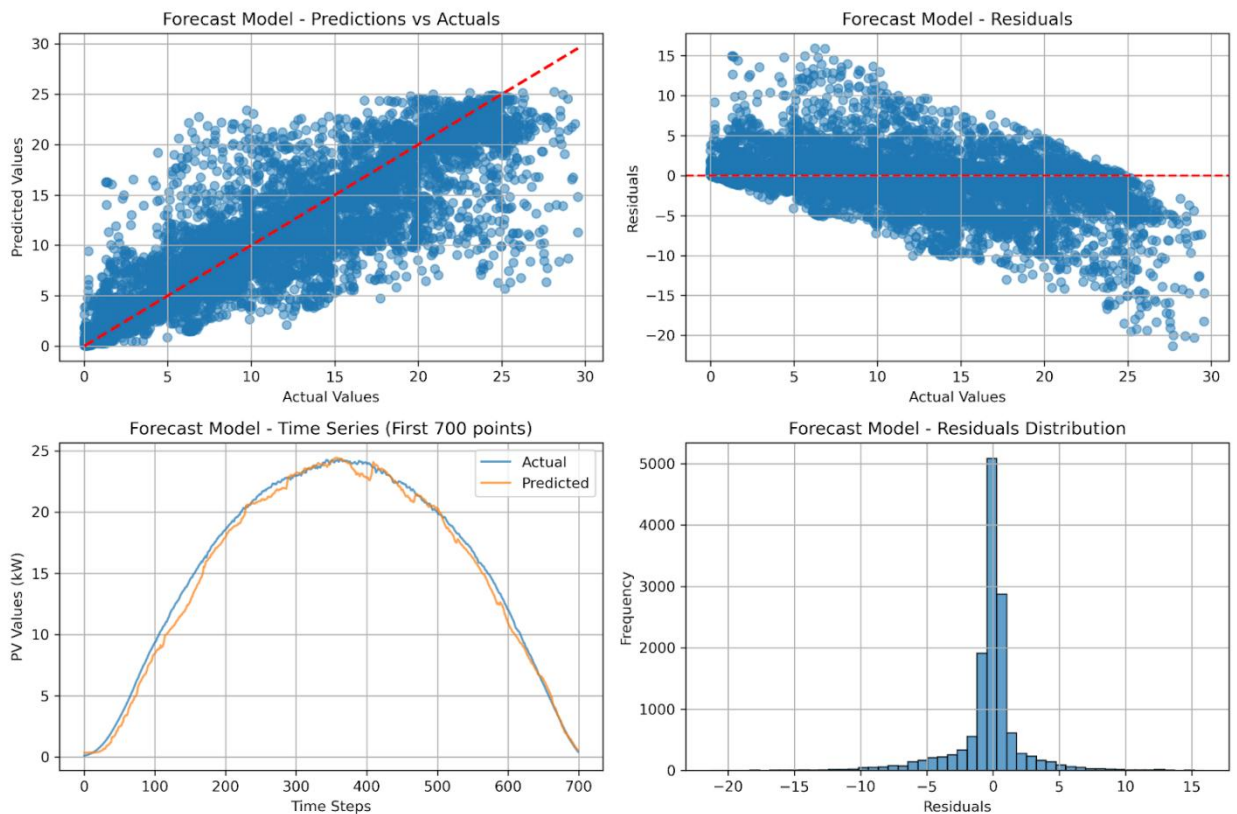 Forecast Model - Predictions vs Actuals
30
25
20
15
10
5
0
Predicted Values
0 5 10 15 20 25 30
Actual Values
Forecast Model - Residuals
15
10
5
0
−5
−10
−15
−20
Residuals
0 5 10 15 20 25 30
Actual Values
Forecast Model - Time Series (First 700 points)
Actual
Predicted
25
20
15
10
5
0
PV Values (kW)
0 100 200 300 400 500 600 700
Time Steps
Forecast Model - Residuals Distribution
5000
4000
3000
2000
1000
0
Frequency
−20 −15 −10 −5 0 5 10 15
Residuals